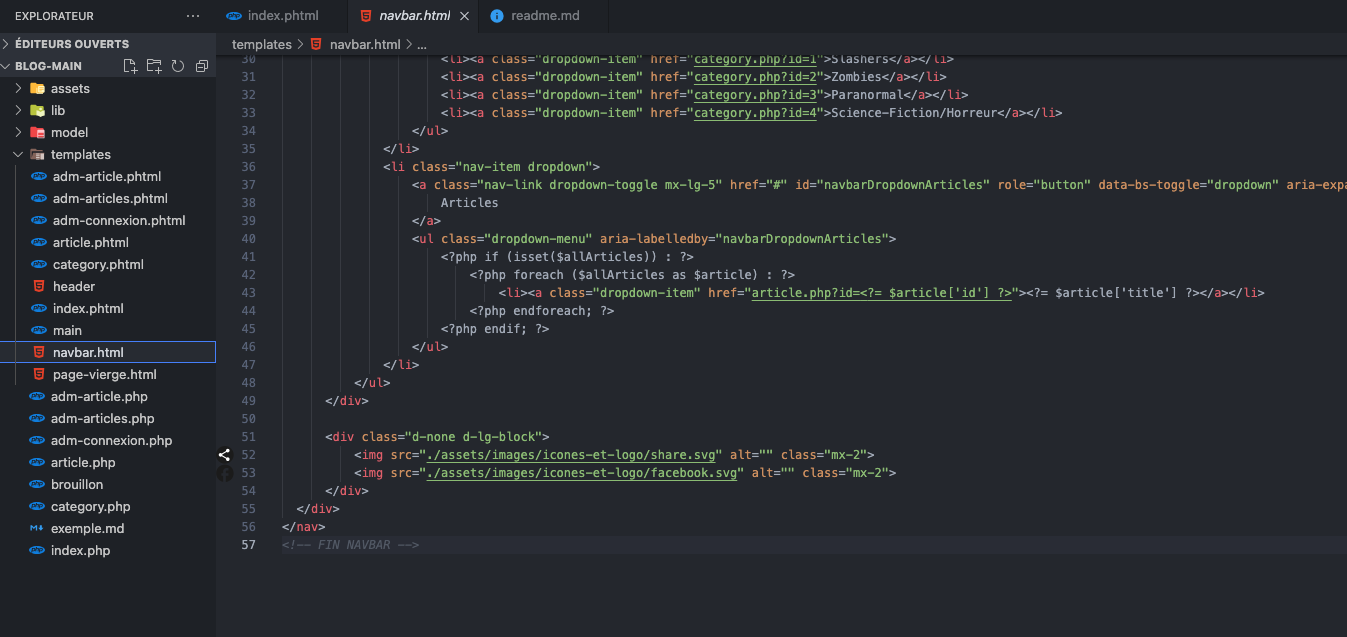 EXPLORATEUR ...
ÉDITEURS OUVERTS
BLOG-MAIN
assets
lib
model
templates
adm-article.phtml
adm-articles.phtml
adm-connexion.phtml
article.phtml
category.phtml
header
index.phtml
main
navbar.html
page-vierge.html
adm-article.php
adm-articles.php
adm-connexion.php
article.php
brouillon
category.php
exemple.md
index.php
index.phtml navbar.html readme.md
templates > navbar.html > ...
30 <li><a class="dropdown-item" href="category.php?id=1">Slashers</a></li>
31 <li><a class="dropdown-item" href="category.php?id=2">Zombies</a></li>
32 <li><a class="dropdown-item" href="category.php?id=3">Paranormal</a></li>
33 <li><a class="dropdown-item" href="category.php?id=4">Science-Fiction/Horreur</a></li>
34 </ul>
35 </li>
36 <li class="nav-item dropdown">
37 <a class="nav-link dropdown-toggle mx-lg-5" href="#" id="navbarDropdownArticles" role="button" data-bs-toggle="dropdown" aria-expa
38 Articles
39 </a>
40 <ul class="dropdown-menu" aria-labelledby="navbarDropdownArticles">
41 <?php if (isset($allArticles)) : ?>
42 <?php foreach ($allArticles as $article) : ?>
43 <li><a class="dropdown-item" href="article.php?id=<?= $article['id'] ?>"><?= $article['title'] ?></a></li>
44 <?php endforeach; ?>
45 <?php endif; ?>
46 </ul>
47 </li>
48 </ul>
49 </div>
50
51 <div class="d-none d-lg-block">
52 <img src="./assets/images/icones-et-logo/share.svg" alt="" class="mx-2">
53 <img src="./assets/images/icones-et-logo/facebook.svg" alt="" class="mx-2">
54 </div>
55 </div>
56 </nav>
57 <!-- FIN NAVBAR -->